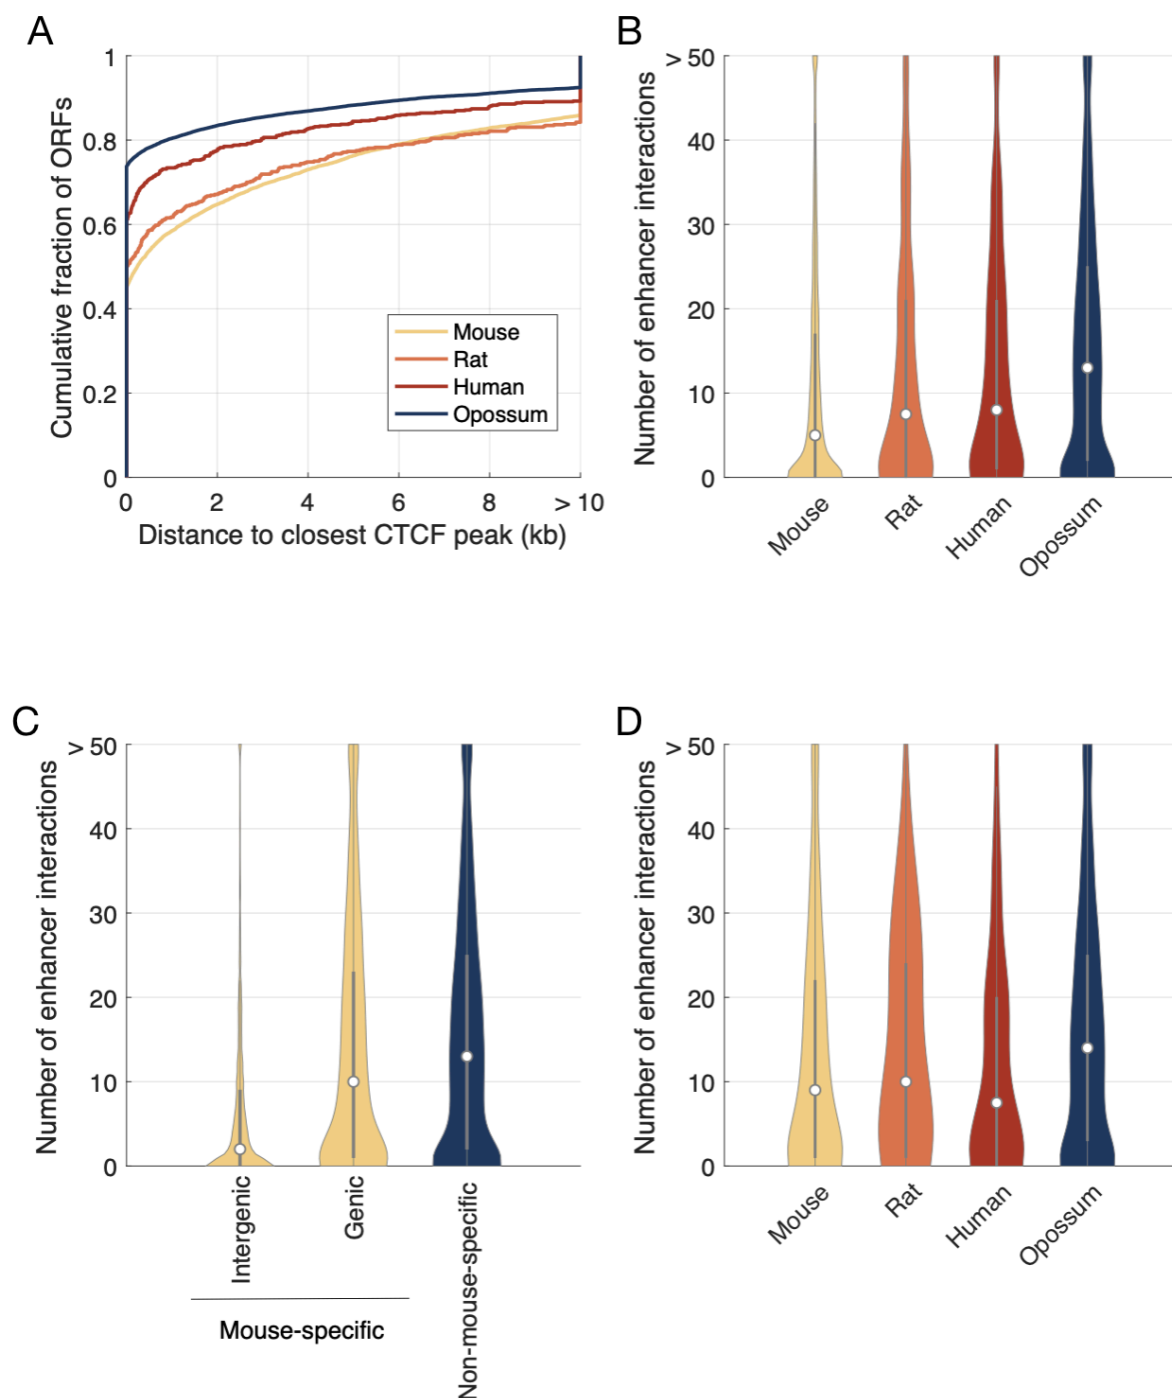 A
Cumulative fraction of ORFs
1
0.8
0.6
0.4
0.2
0
0 2 4 6 8 > 10
Distance to closest CTCF peak (kb)
Mouse
Rat
Human
Opossum
B
Number of enhancer interactions
> 50
40
30
20
10
0
Mouse
Rat
Human
Opossum
C
Number of enhancer interactions
> 50
40
30
20
10
0
Intergenic
Genic
Non-mouse-specific
Mouse-specific
D
Number of enhancer interactions
> 50
40
30
20
10
0
Mouse
Rat
Human
Opossum